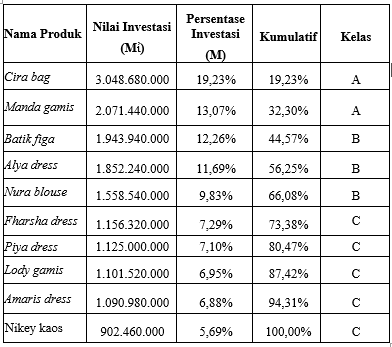 Nama Produk Nilai Investasi (Mi) Persentase Investasi (M) Kumulatif Kelas
Cira bag 3.048.680.000 19,23% 19,23% A
Manda gamis 2.071.440.000 13,07% 32,30% A
Batik figa 1.943.940.000 12,26% 44,57% B
Alya dress 1.852.240.000 11,69% 56,25% B
Nura blouse 1.558.540.000 9,83% 66,08% B
Fharsha dress 1.156.320.000 7,29% 73,38% C
Piya dress 1.125.000.000 7,10% 80,47% C
Lody gamis 1.101.520.000 6,95% 87,42% C
Amaris dress 1.090.980.000 6,88% 94,31% C
Nikey kaos 902.460.000 5,69% 100,00% C